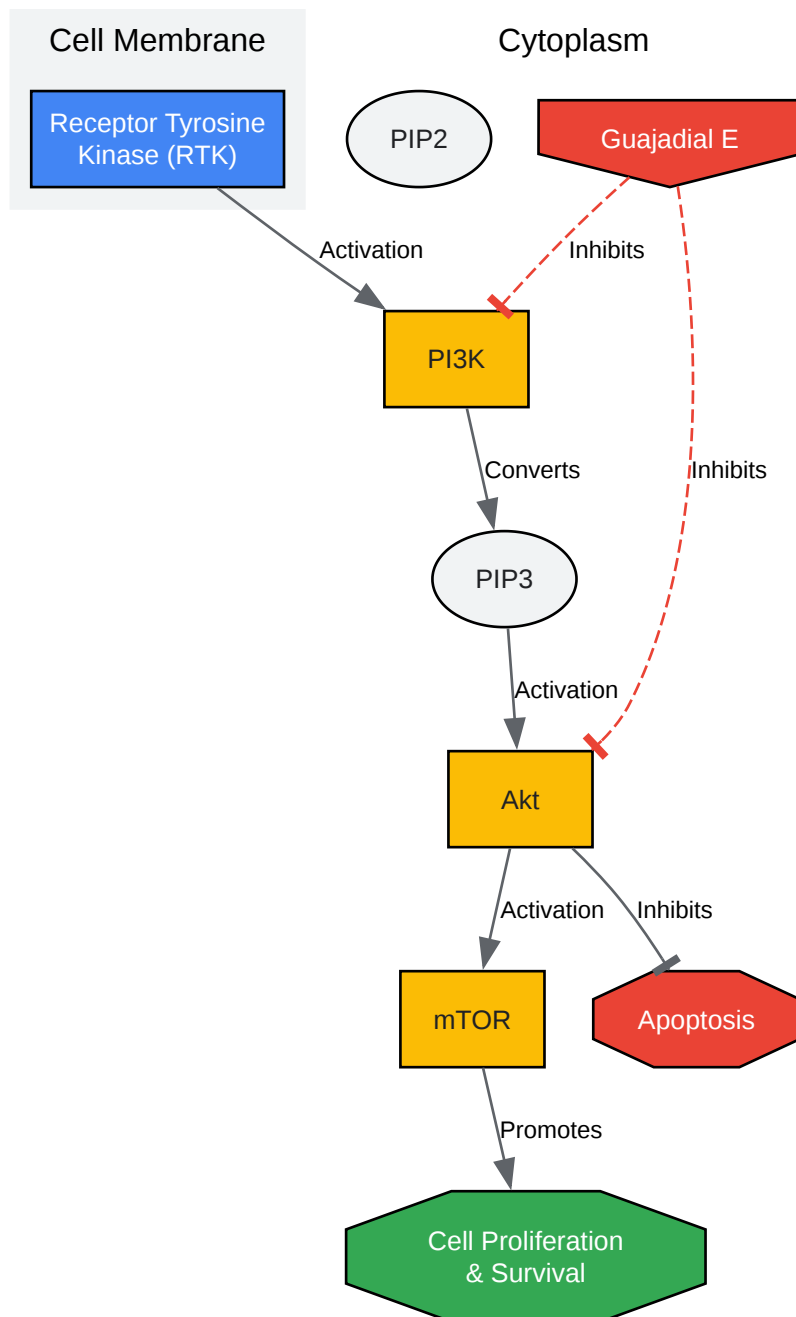 Cell Membrane
Cytoplasm
Receptor Tyrosine
Kinase (RTK)
PIP2
Guajadial E
Activation
Inhibits
PI3K
Converts
Inhibits
PIP3
Activation
Akt
Activation
Inhibits
mTOR
Apoptosis
Promotes
Cell Proliferation
& Survival